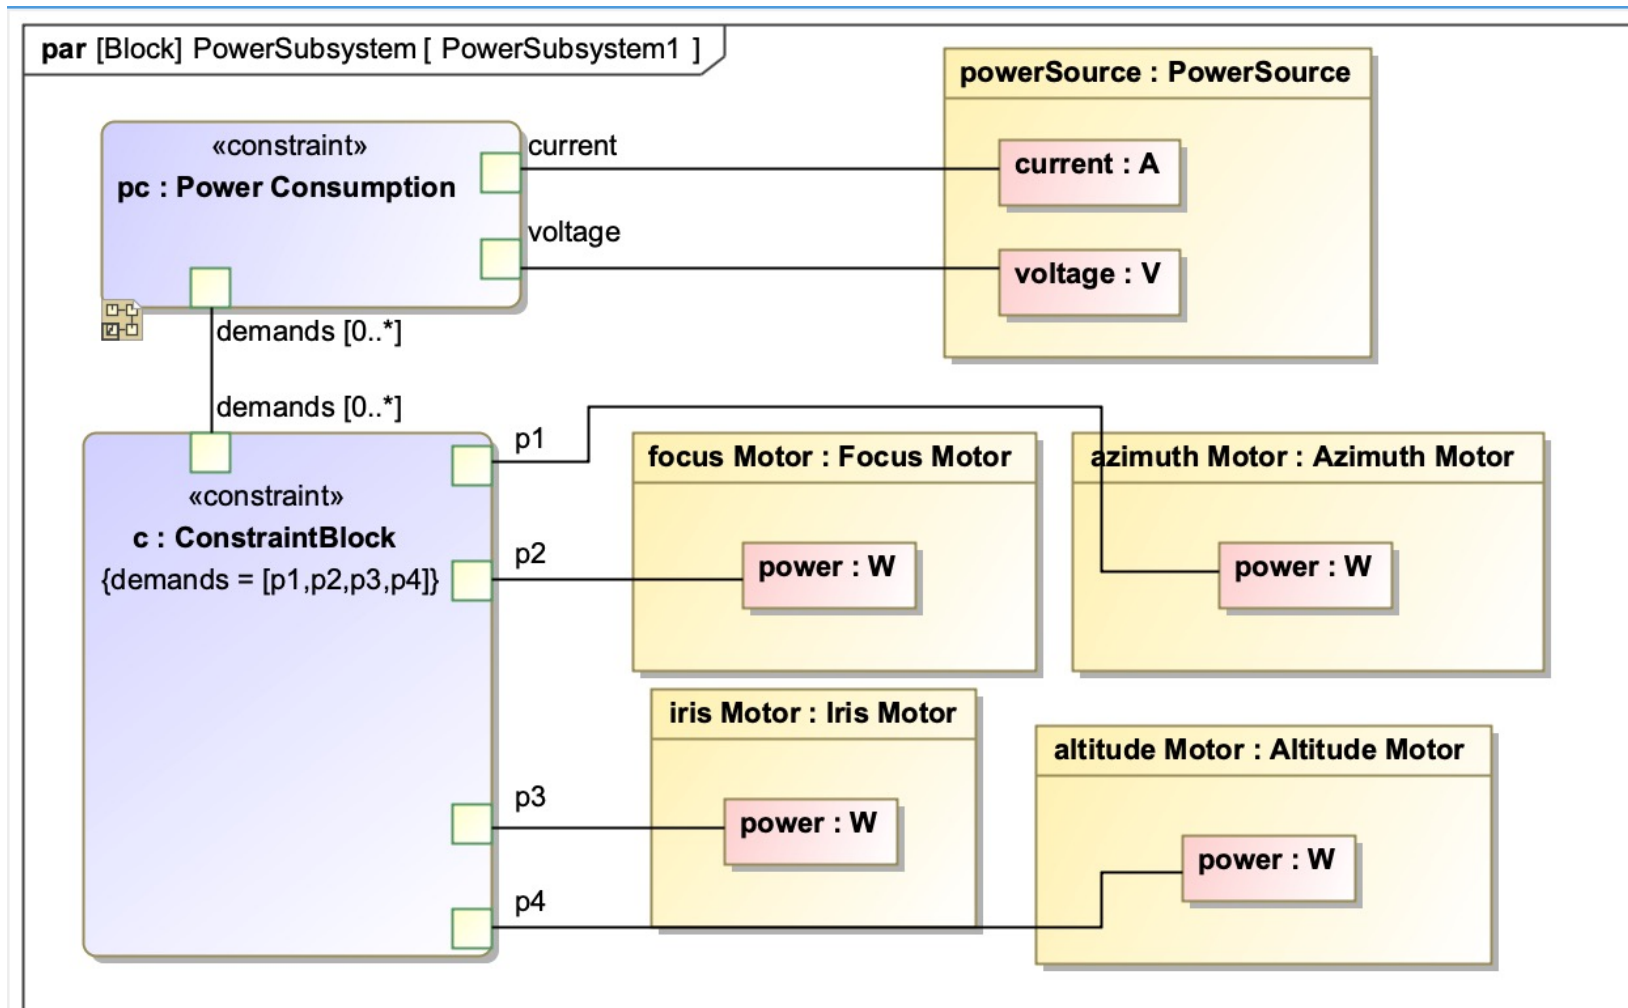 par [Block] PowerSubsystem [ PowerSubsystem1 ]
powerSource : PowerSource
«constraint»
pc : Power Consumption
current
current : A
voltage
voltage : V
demands [0..*]
demands [0..*]
«constraint»
c : ConstraintBlock
{demands = [p1,p2,p3,p4]}
p1
focus Motor : Focus Motor
azimuth Motor : Azimuth Motor
p2
power : W
power : W
iris Motor : Iris Motor
altitude Motor : Altitude Motor
p3
power : W
power : W
p4